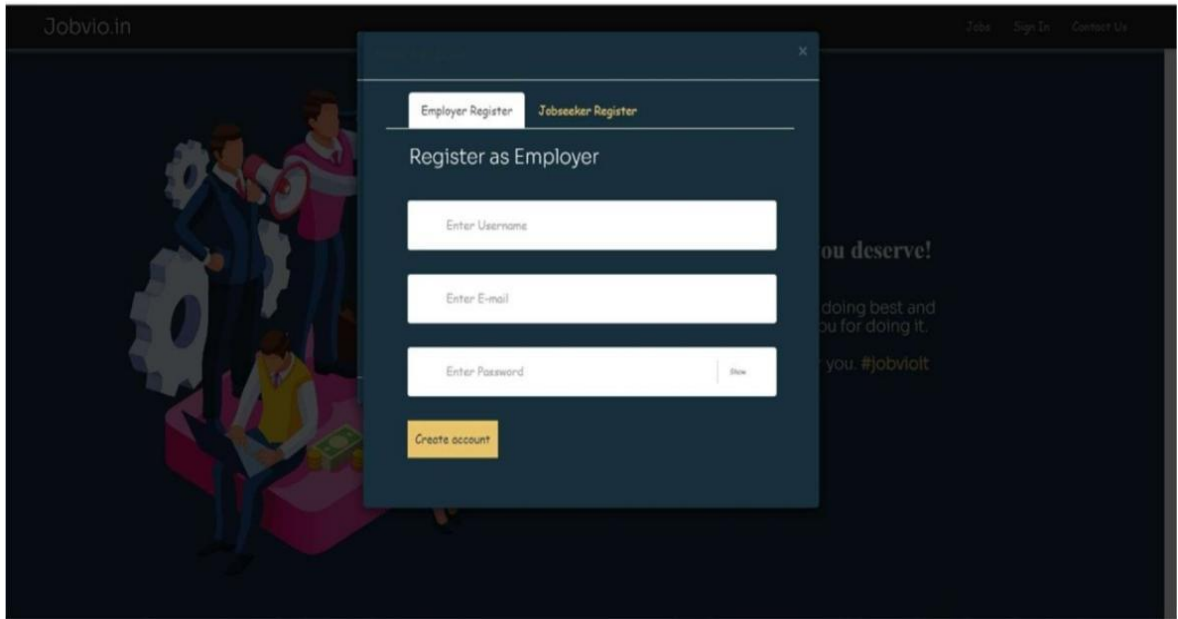 Jobvio.in
Jobs Sign In Contact Us
×
Employer Register Jobseeker Register
Register as Employer
Enter Username
Enter E-mail
Enter Password Show
Create account
ou deserve!
doing best and
ou for doing it.
you. #jobvioIt